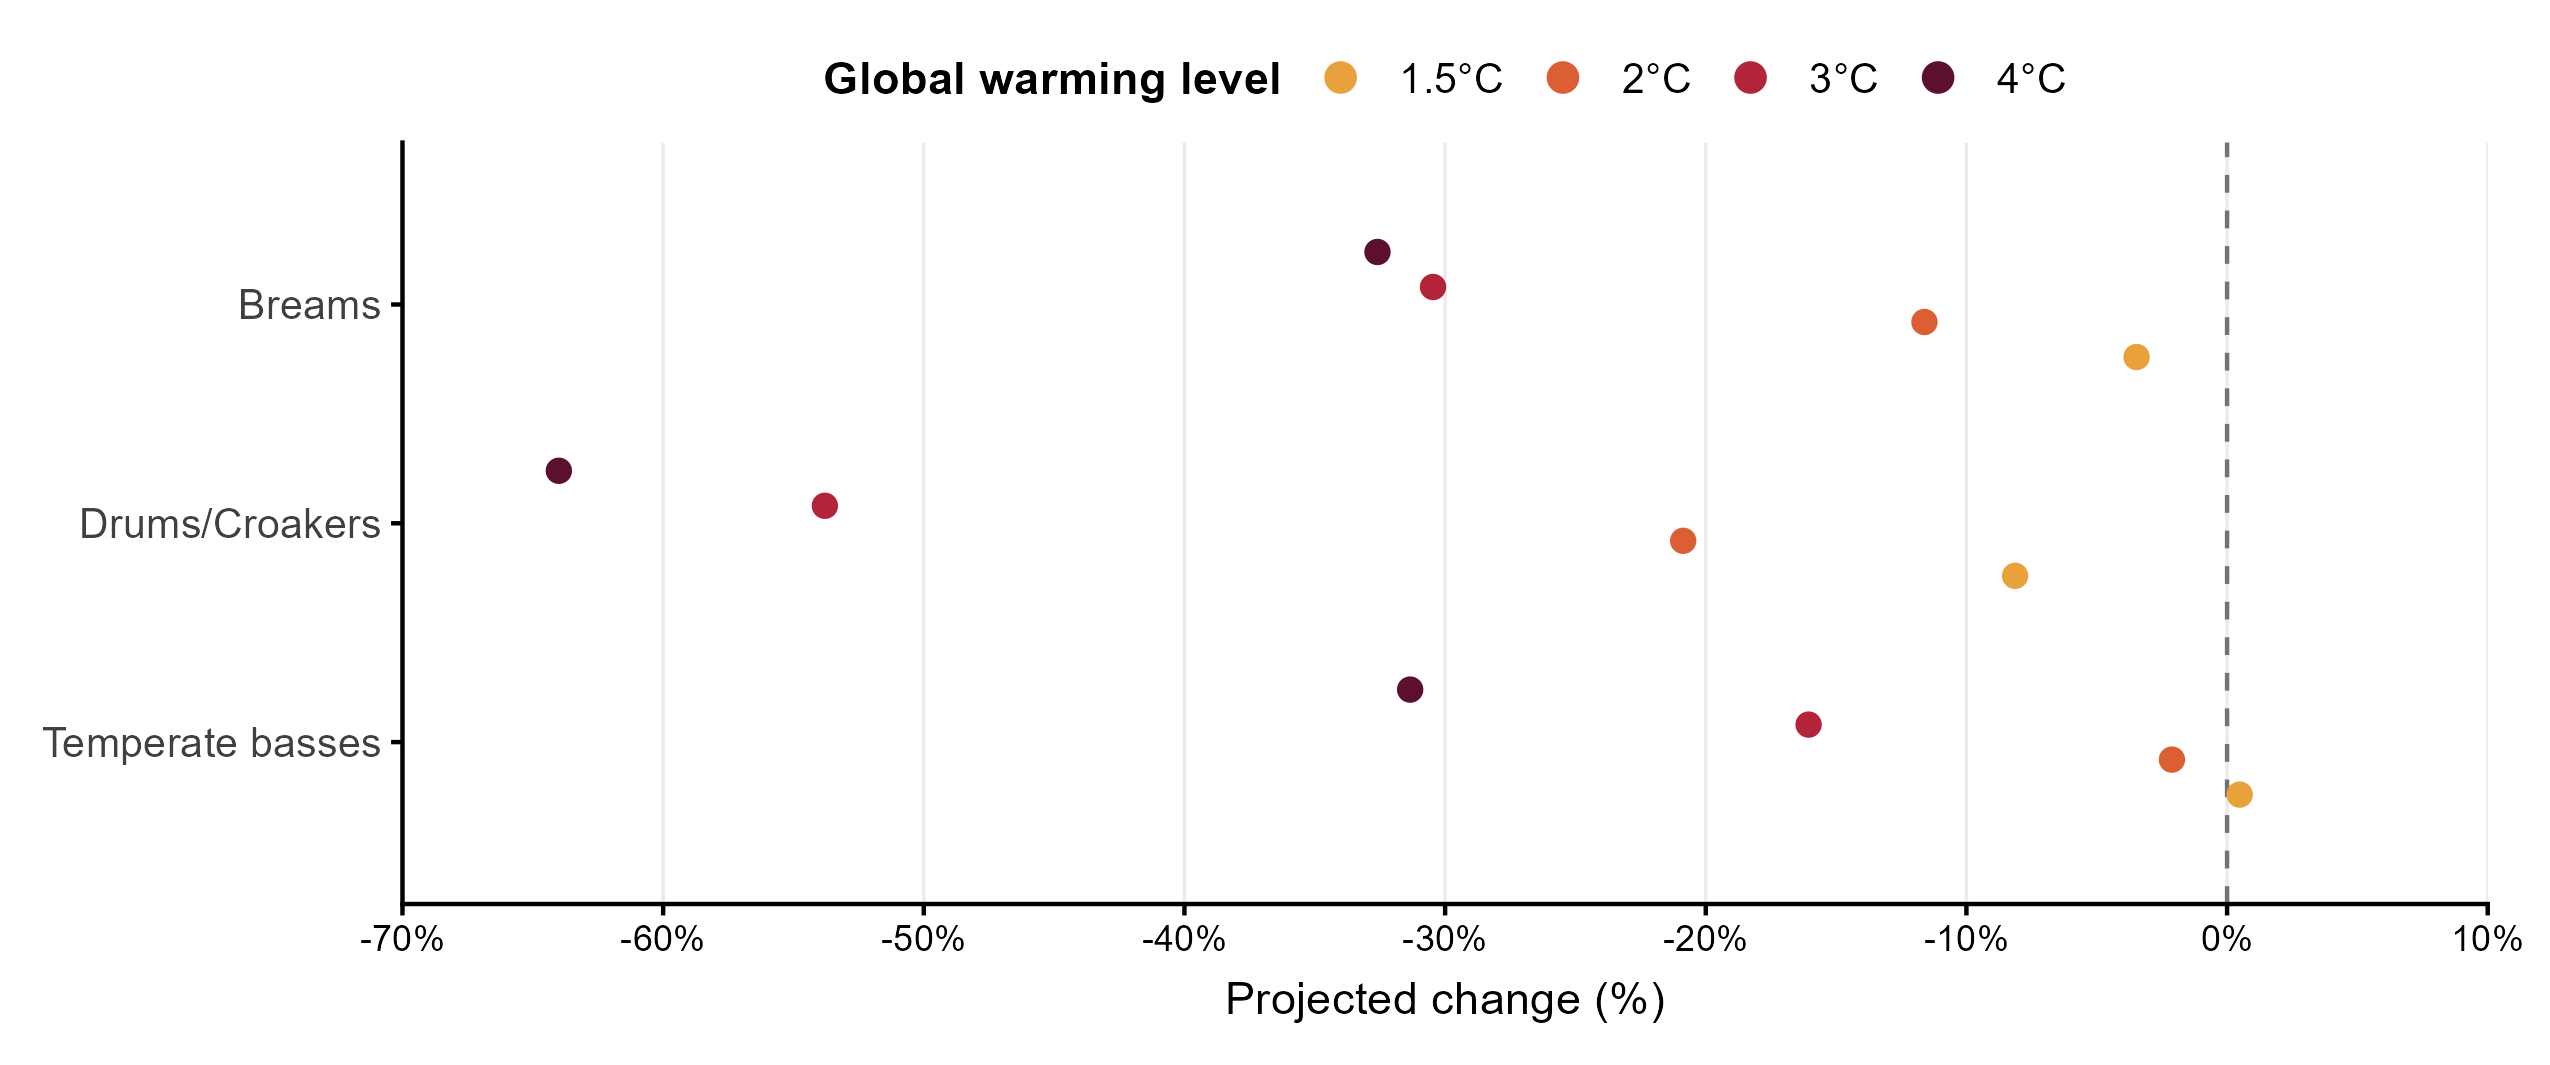 Global warming level 1.5°C 2°C 3°C 4°C
Breams
Drums/Croakers
Temperate basses
-70% -60% -50% -40% -30% -20% -10% 0% 10%
Projected change (%)